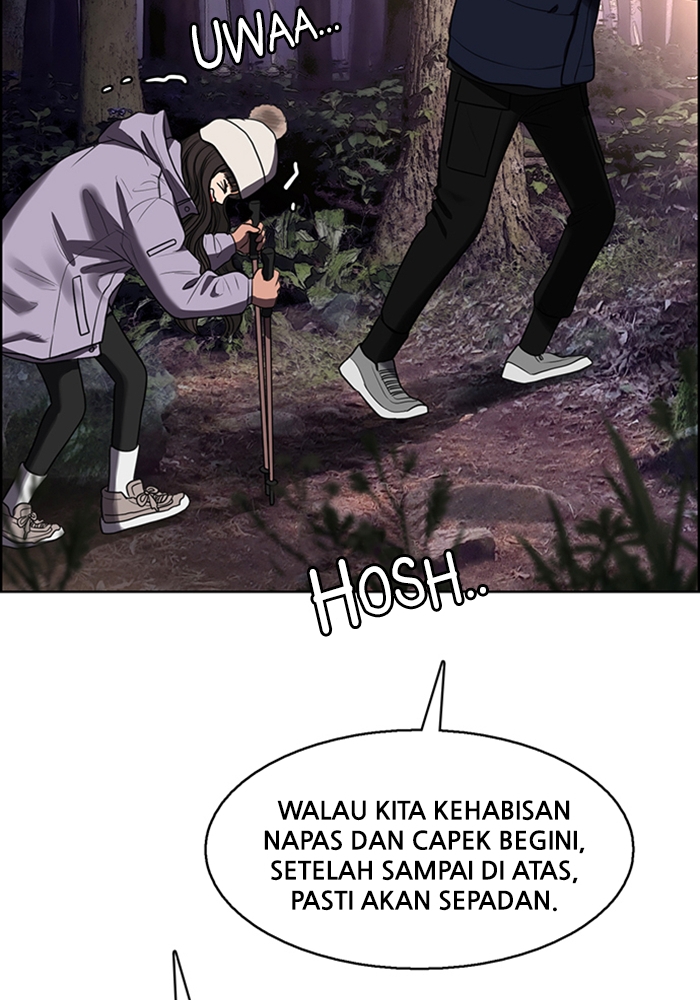 UWAA...
HOSH..
WALAU KITA KEHABISAN
NAPAS DAN CAPEK BEGINI,
SETELAH SAMPAI DI ATAS,
PASTI AKAN SEPADAN.